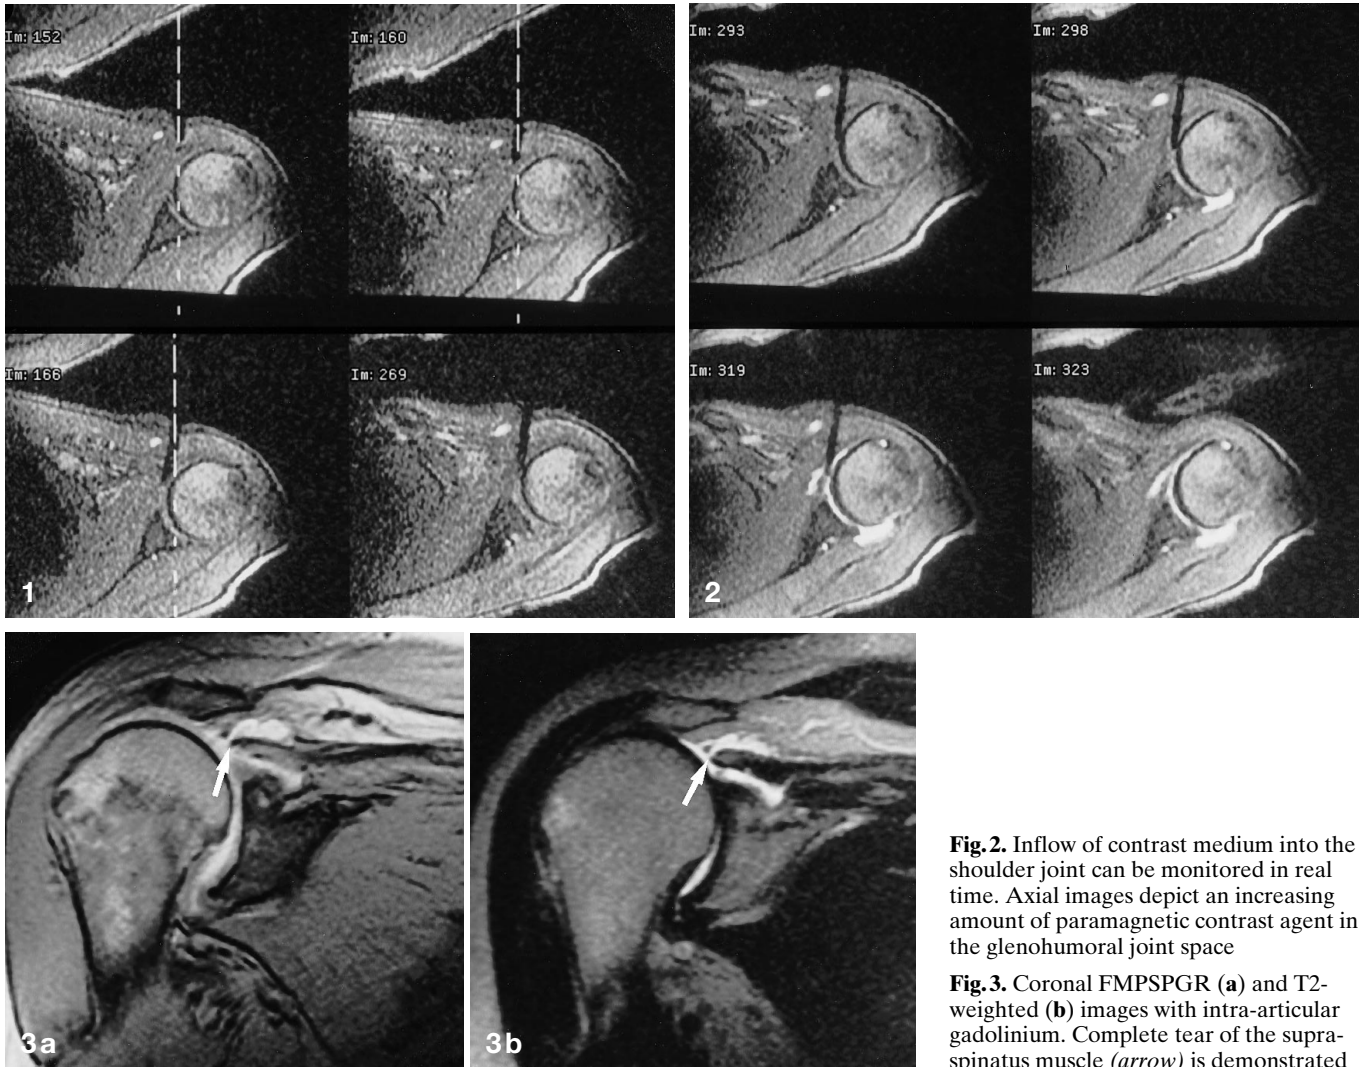 Im: 152
Im: 160
Im: 166
Im: 269
1
Im: 293
Im: 298
Im: 319
Im: 323
2
3a
3b
Fig. 2. Inflow of contrast medium into the
shoulder joint can be monitored in real
time. Axial images depict an increasing
amount of paramagnetic contrast agent in
the glenohumoral joint space
Fig. 3. Coronal FMPSPGR (a) and T2-
weighted (b) images with intra-articular
gadolinium. Complete tear of the supra-
spinatus muscle (arrow) is demonstrated